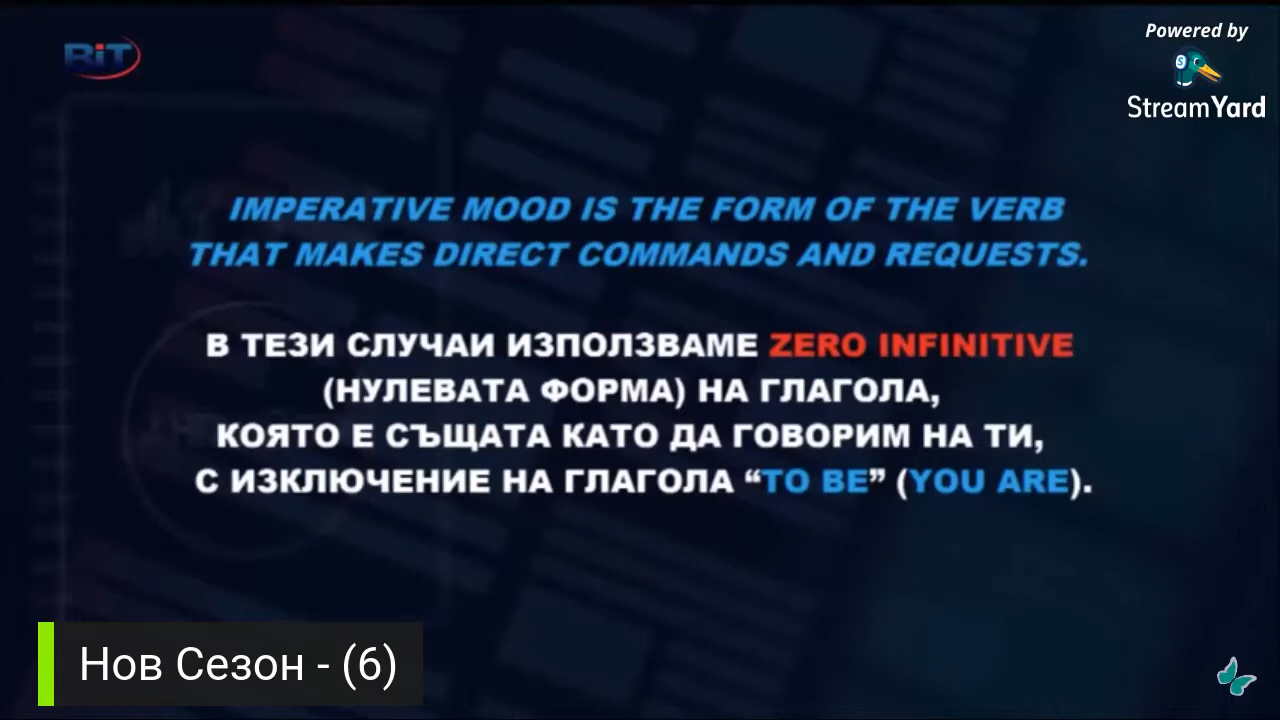 BiT
Powered by
StreamYard
IMPERATIVE MOOD IS THE FORM OF THE VERB
THAT MAKES DIRECT COMMANDS AND REQUESTS.
В ТЕЗИ СЛУЧАИ ИЗПОЛЗВАМЕ ZERO INFINITIVE
(НУЛЕВАТА ФОРМА) НА ГЛАГОЛА,
КОЯТО Е СЪЩАТА КАТО ДА ГОВОРИМ НА ТИ,
С ИЗКЛЮЧЕНИЕ НА ГЛАГОЛА “TO BE” (YOU ARE).
Нов Сезон - (6)